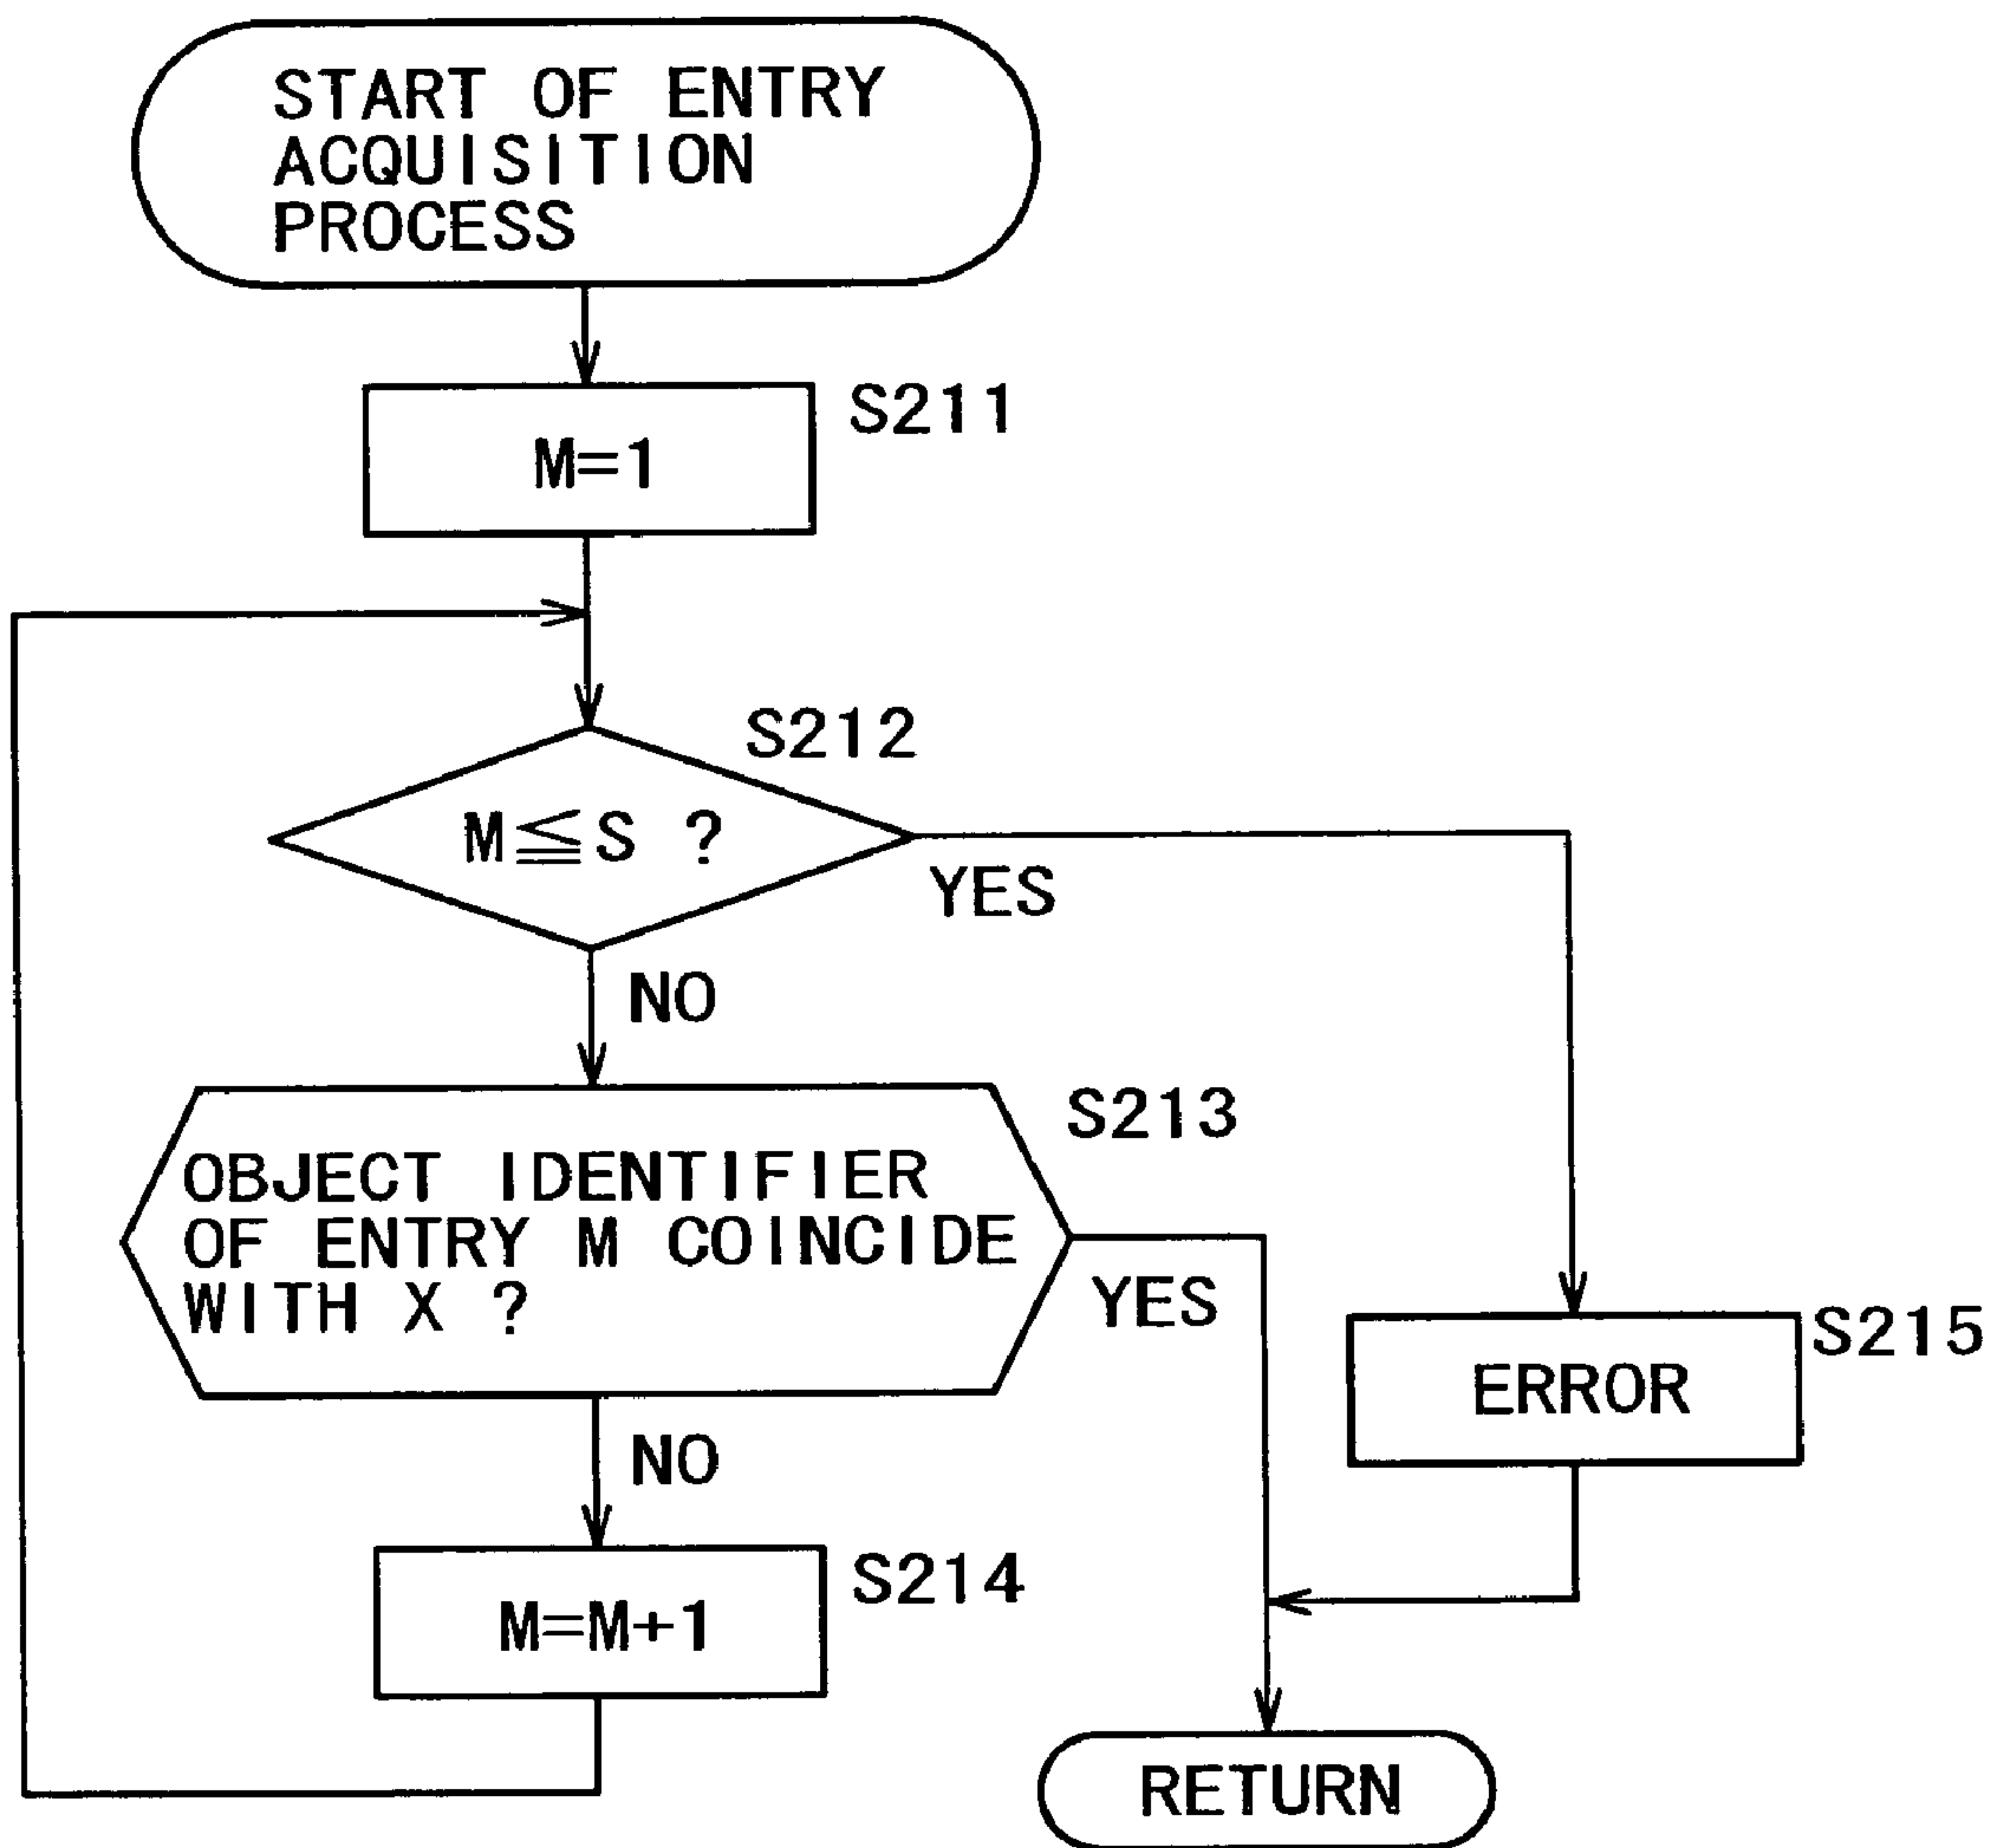 START OF ENTRY
ACQUISITION
PROCESS
S211
M=1
S212
M≦S ?
YES
NO
S213
OBJECT IDENTIFIER
OF ENTRY M COINCIDE
WITH X ?
YES
S215
ERROR
NO
S214
M=M+1
RETURN